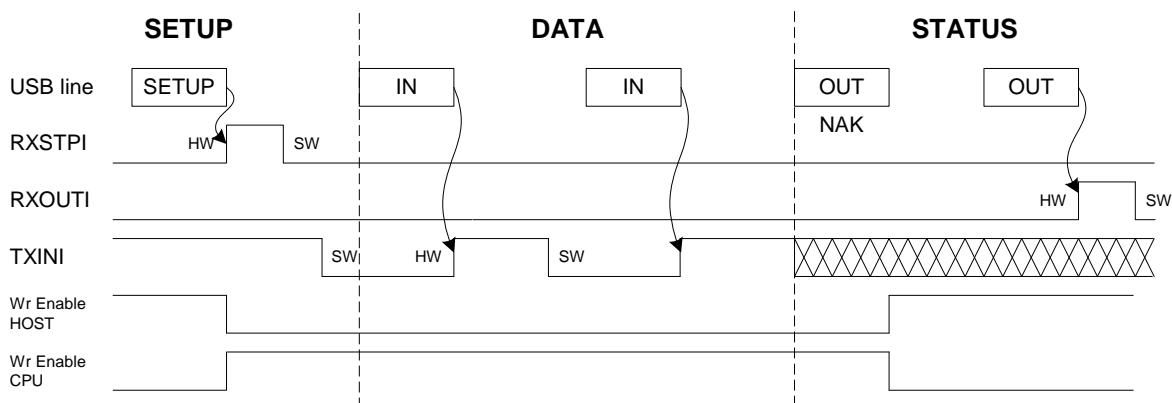 SETUP DATA STATUS
USB line SETUP IN IN OUT OUT
NAK
RXSTPI HW SW
RXOUTI HW SW
TXINI SW HW SW
Wr Enable
HOST
Wr Enable
CPU